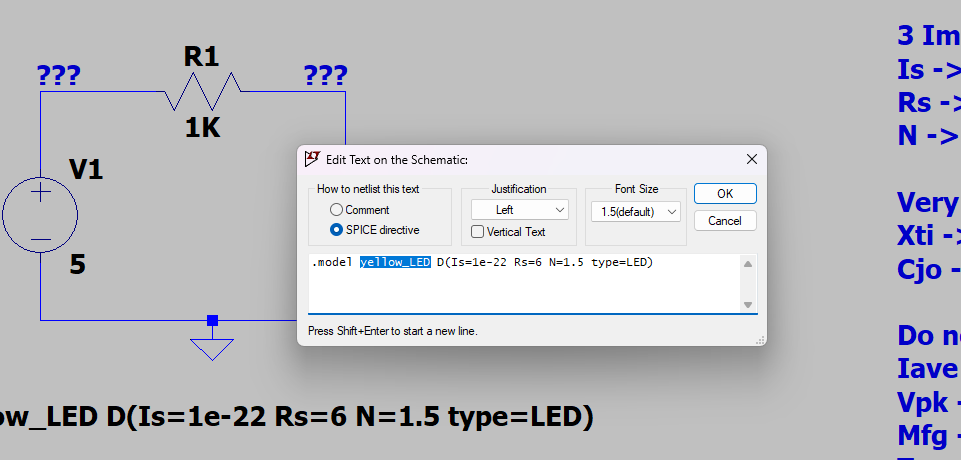 ???
R1
???
1K
V1
5
3 Im
Is ->
Rs ->
N ->
Very
Xti ->
Cjo -
Do n
Iave
Vpk -
Mfg -
Edit Text on the Schematic:
How to netlist this text
Comment
SPICE directive
Justification
Left
Vertical Text
Font Size
1.5(default)
OK
Cancel
.model yellow_LED D(Is=1e-22 Rs=6 N=1.5 type=LED)
Press Shift+Enter to start a new line.
ow_LED D(Is=1e-22 Rs=6 N=1.5 type=LED)